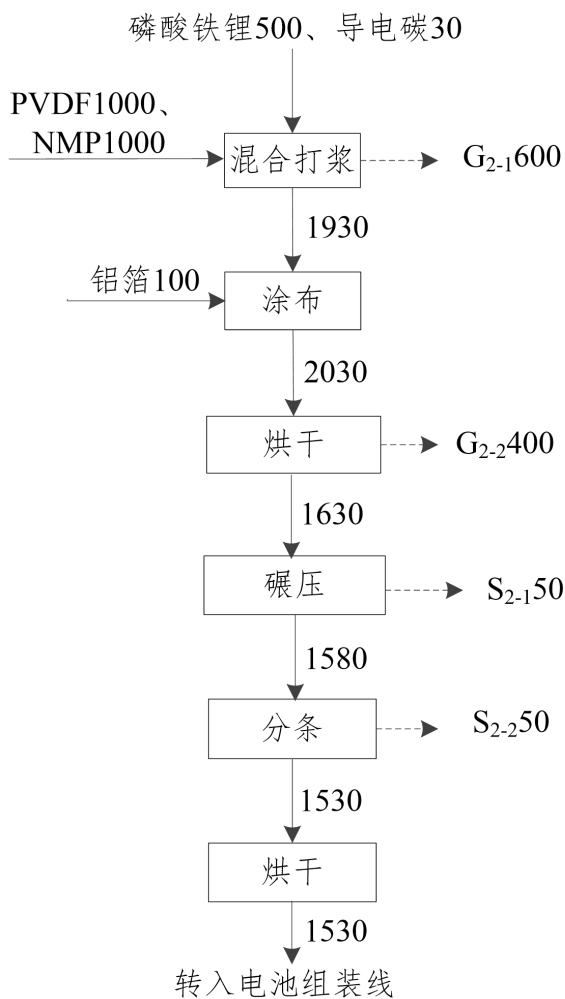 磷酸铁锂500、导电碳30
PVDF1000、
NMP1000
混合打浆
G2-1600
1930
铝箔100
涂布
2030
烘干
G2-2400
1630
碾压
S2-150
1580
分条
S2-250
1530
烘干
1530
转入电池组装线